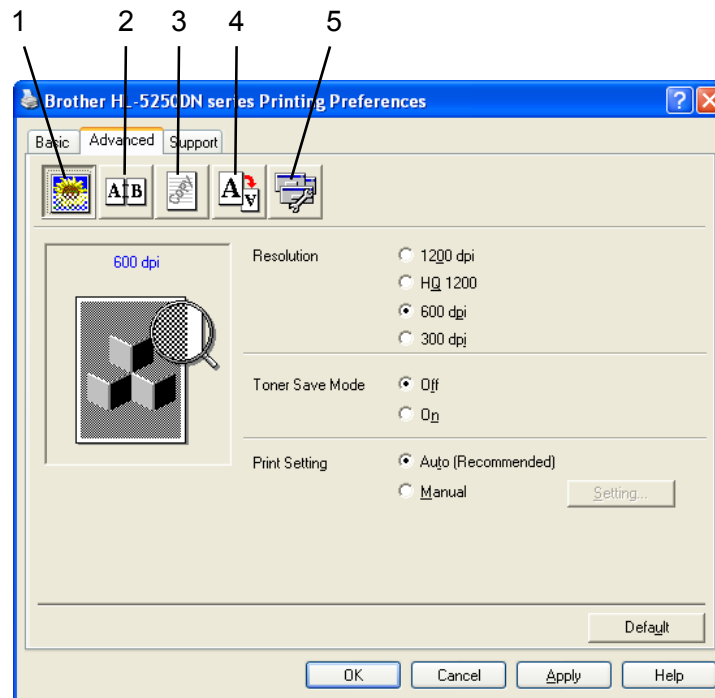 1 2 3 4 5
Brother HL-5250DN series Printing Preferences
Basic Advanced Support
A B COPY A A
600 dpi
Resolution
1200 dpi
HQ 1200
600 dpi
300 dpi
Toner Save Mode
Off
On
Print Setting
Auto (Recommended)
Manual
Setting...
Default
OK Cancel Apply Help